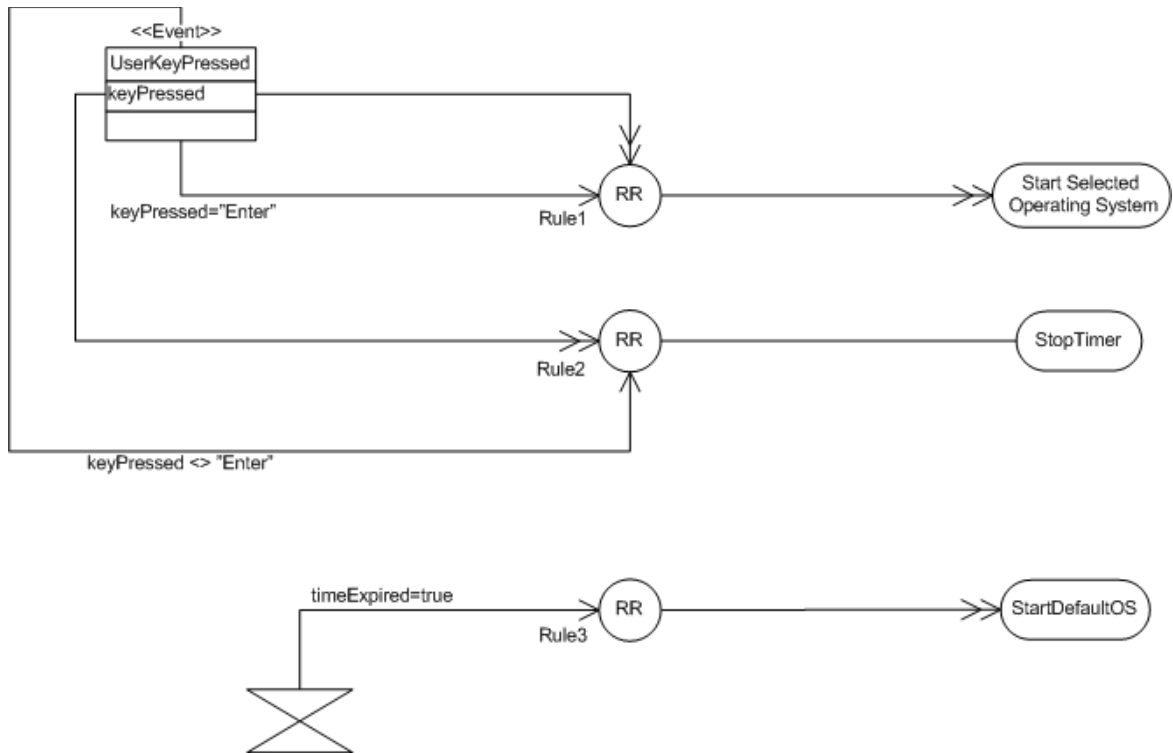 <<Event>>
UserKeyPressed
keyPressed
RR
Start Selected
Operating System
keyPressed=”Enter”
Rule1
RR
StopTimer
Rule2
keyPressed <> ”Enter”
timeExpired=true
RR
StartDefaultOS
Rule3